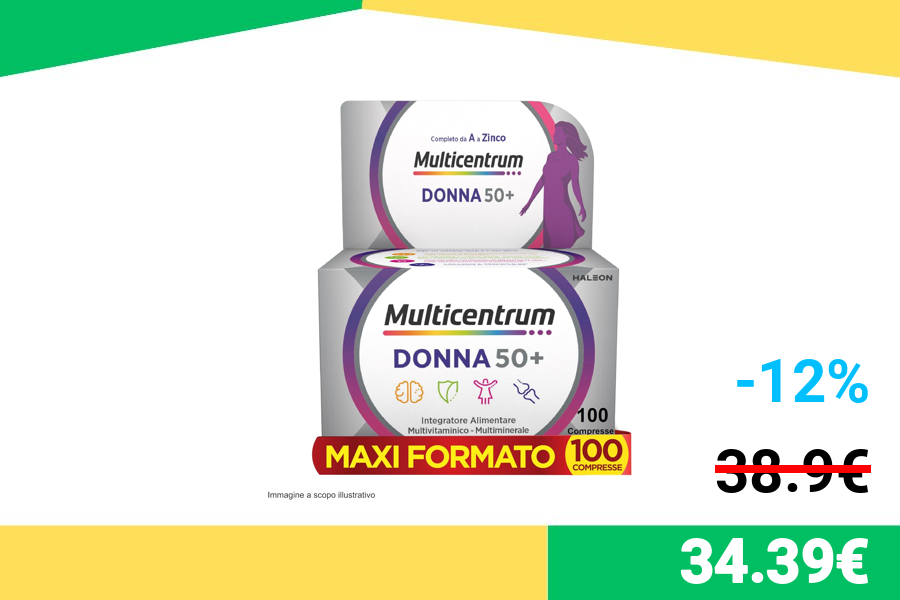 Completo da A a Zinco
Multicentrum
DONNA 50+
HALEON
Multicentrum
DONNA 50+
Integratore Alimentare
Multivitaminico - Multiminerale
100
Compresse
MAXI FORMATO
100
COMPRESSE
Immagine a scopo illustrativo
-12%
38.9€
34.39€